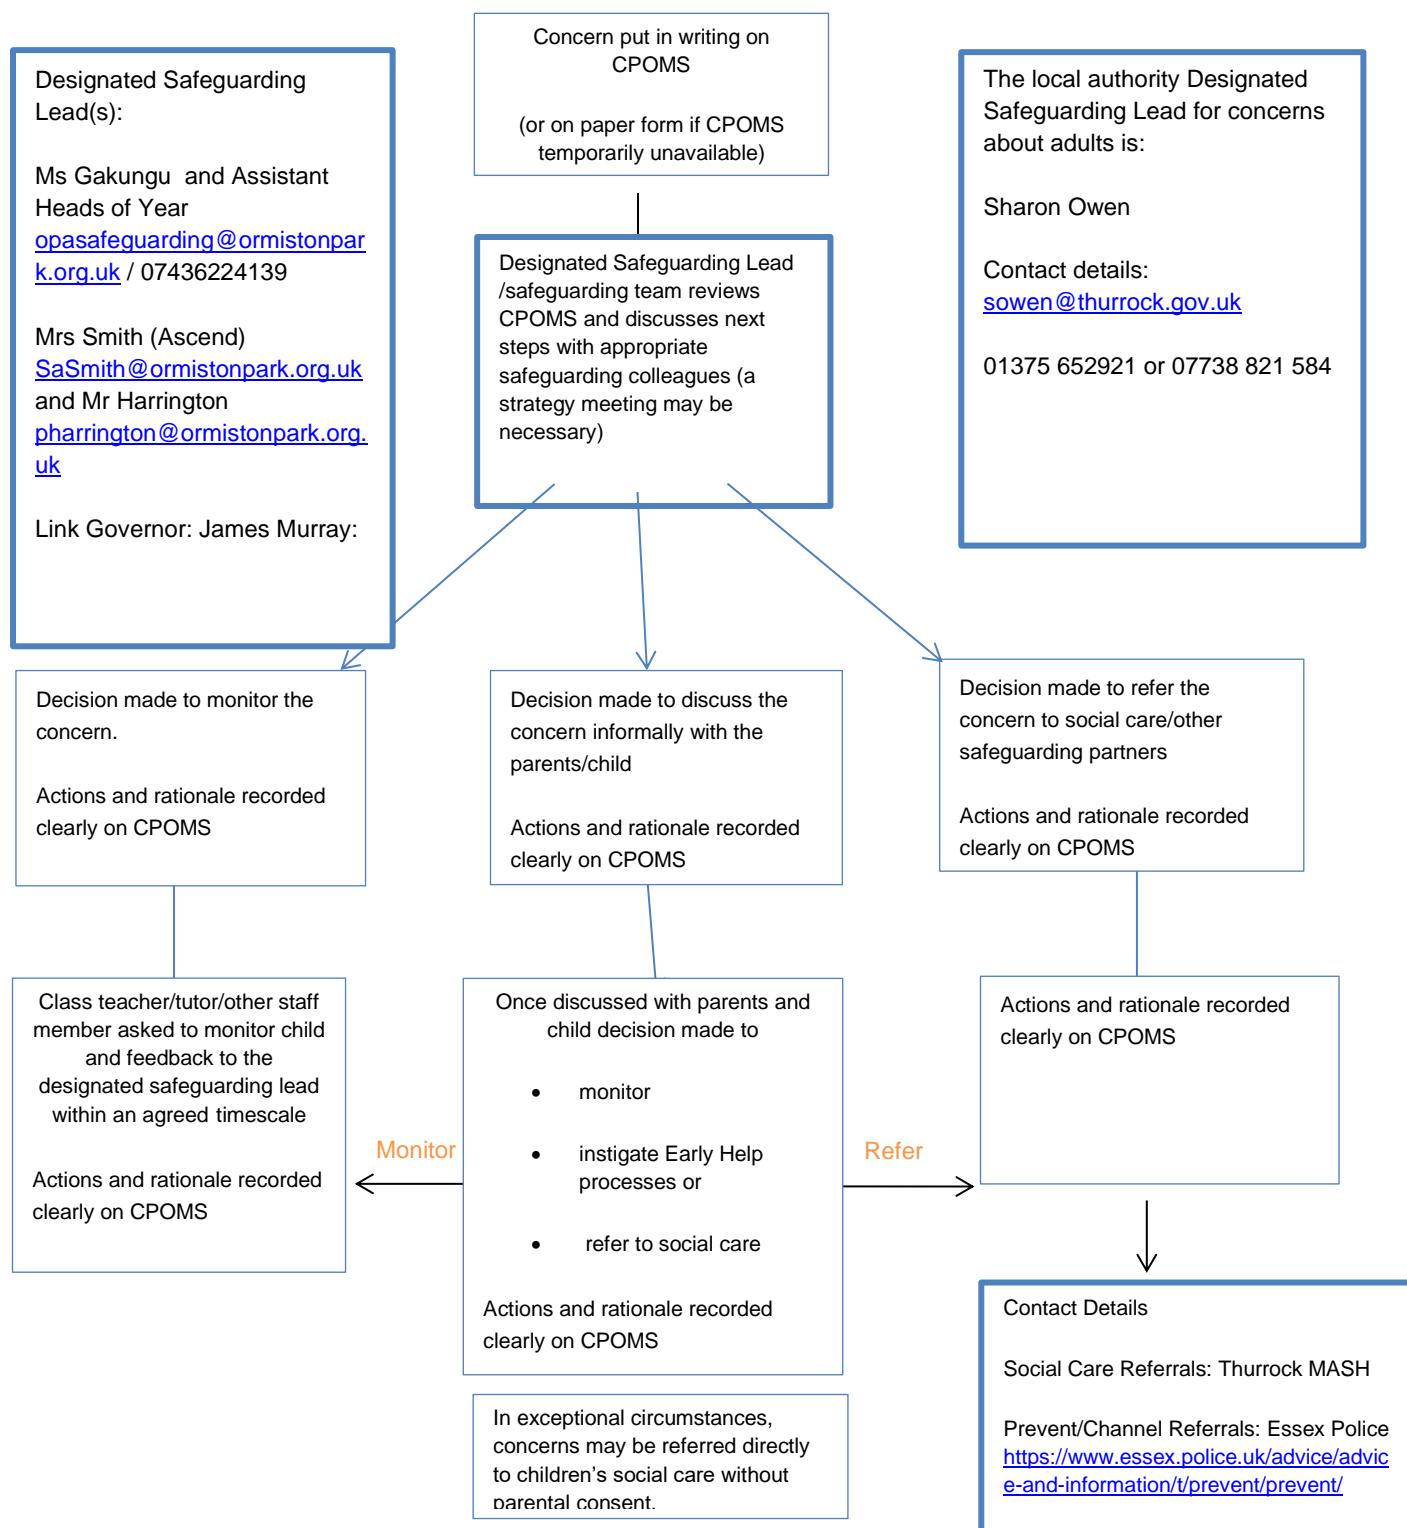 Concern put in writing on
CPOMS
(or on paper form if CPOMS
temporarily unavailable)
Designated Safeguarding
Lead(s):
Ms Gakungu  and Assistant
Heads of Year
opasafeguarding@ormistonpar
k.org.uk / 07436224139
Mrs Smith (Ascend)
SaSmith@ormistonpark.org.uk
and Mr Harrington
pharrington@ormistonpark.org.
uk
Link Governor: James Murray:
The local authority Designated
Safeguarding Lead for concerns
about adults is:
Sharon Owen
Contact details:
sowen@thurrock.gov.uk
01375 652921 or 07738 821 584
Designated Safeguarding Lead
/safeguarding team reviews
CPOMS and discusses next
steps with appropriate
safeguarding colleagues (a
strategy meeting may be
necessary)
Decision made to monitor the
concern.
Actions and rationale recorded
clearly on CPOMS
Decision made to discuss the
concern informally with the
parents/child
Actions and rationale recorded
clearly on CPOMS
Decision made to refer the
concern to social care/other
safeguarding partners
Actions and rationale recorded
clearly on CPOMS
Class teacher/tutor/other staff
member asked to monitor child
and feedback to the
designated safeguarding lead
within an agreed timescale
Actions and rationale recorded
clearly on CPOMS
Monitor
Once discussed with parents and
child decision made to
• monitor
• instigate Early Help
processes or
• refer to social care
Actions and rationale recorded
clearly on CPOMS
Refer
Actions and rationale recorded
clearly on CPOMS
In exceptional circumstances,
concerns may be referred directly
to children’s social care without
parental consent.
Contact Details
Social Care Referrals: Thurrock MASH
Prevent/Channel Referrals: Essex Police
https://www.essex.police.uk/advice/advic
e-and-information/t/prevent/prevent/